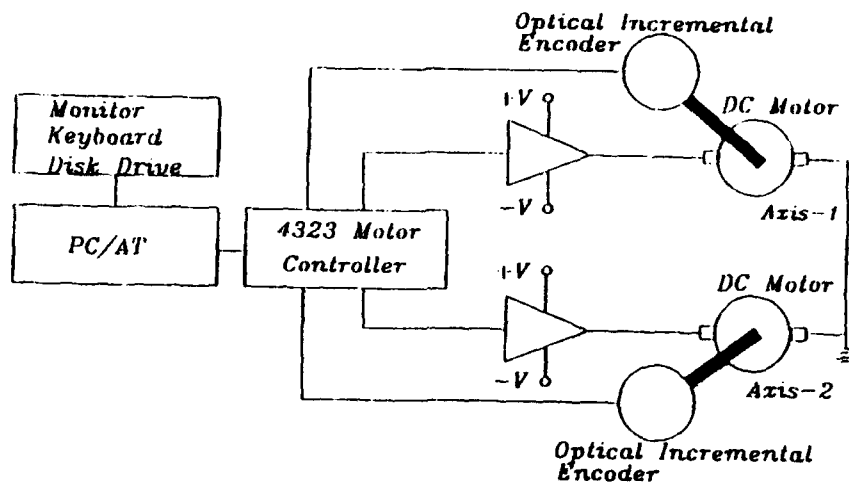 Optical Incremental
Encoder
Monitor
Keyboard
Disk Drive
+V
DC Motor
-V
Axis-1
PC/AT
4323 Motor
Controller
+V
DC Motor
-V
Axis-2
Optical Incremental
Encoder